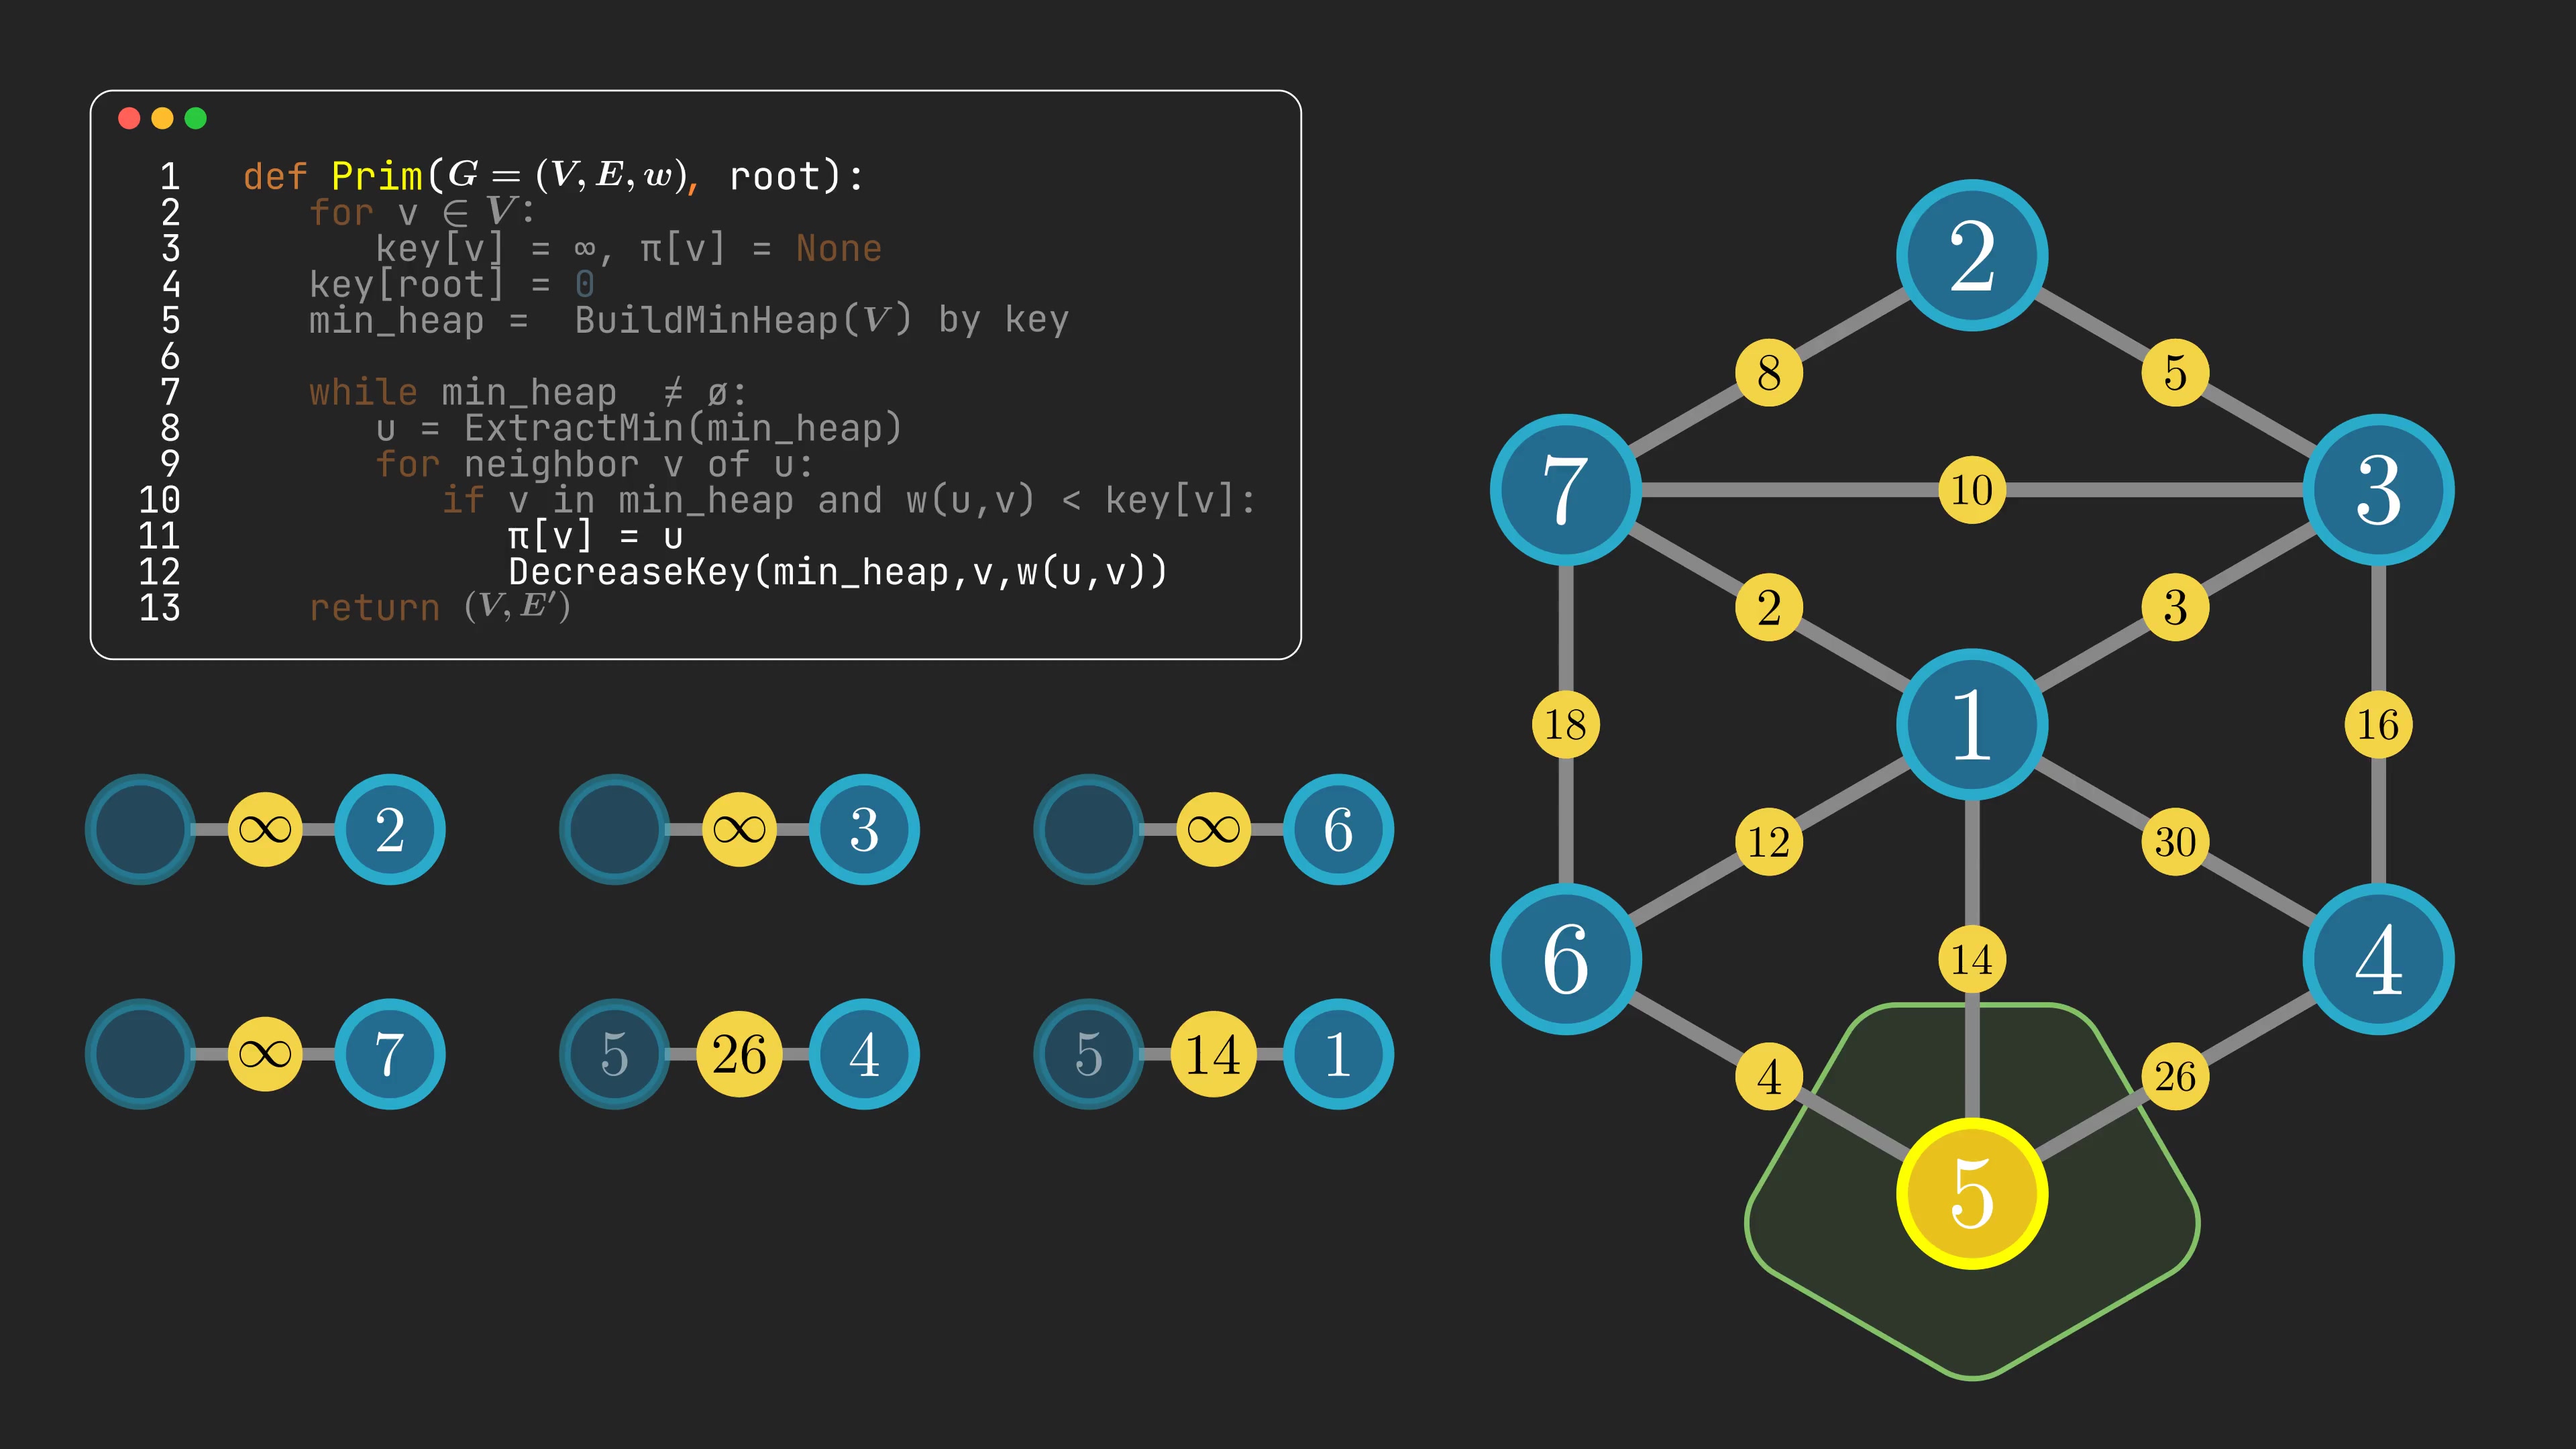 1 def Prim(G = (V, E, w), root):
2 for v ∈ V:
3 key[v] = ∞, π[v] = None
4 key[root] = 0
5 min_heap = BuildMinHeap(V) by key
6
7 while min_heap ≠ ø:
8 u = ExtractMin(min_heap)
9 for neighbor v of u:
10 if v in min_heap and w(u,v) < key[v]:
11 π[v] = u
12 DecreaseKey(min_heap,v,w(u,v))
13 return (V, E′)
∞ 2
∞ 3
∞ 6
∞ 7
5 26 4
5 14 1
2
8 5
7 10 3
2 3
18 1 16
12 30
6 14 4
4 26
5